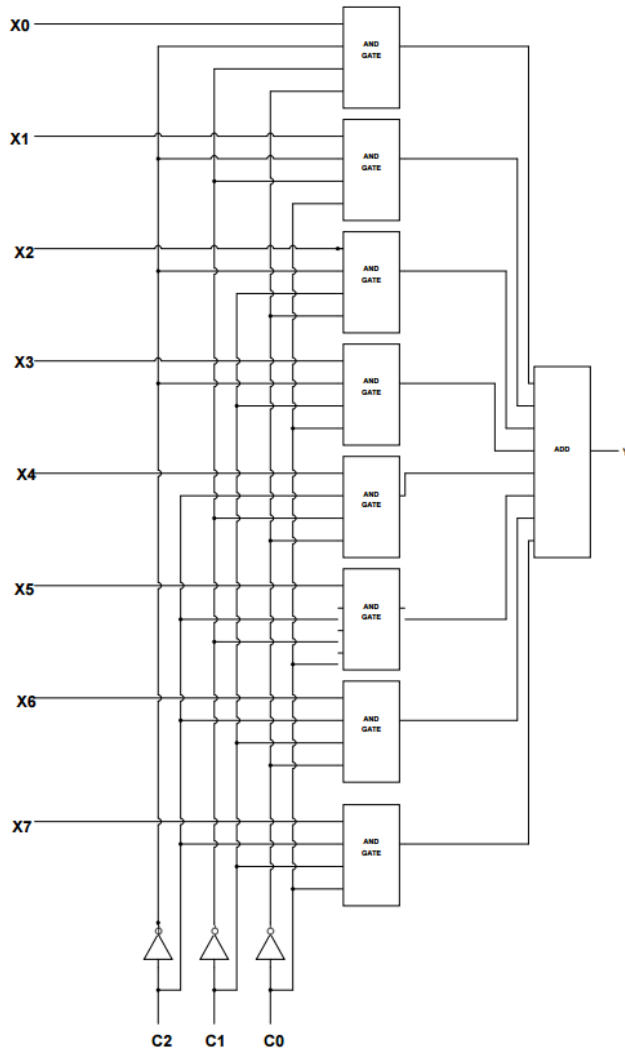 X0
AND
GATE
X1
AND
GATE
X2
AND
GATE
X3
AND
GATE
ADD
X4
AND
GATE
X5
AND
GATE
X6
AND
GATE
X7
AND
GATE
C2 C1 C0